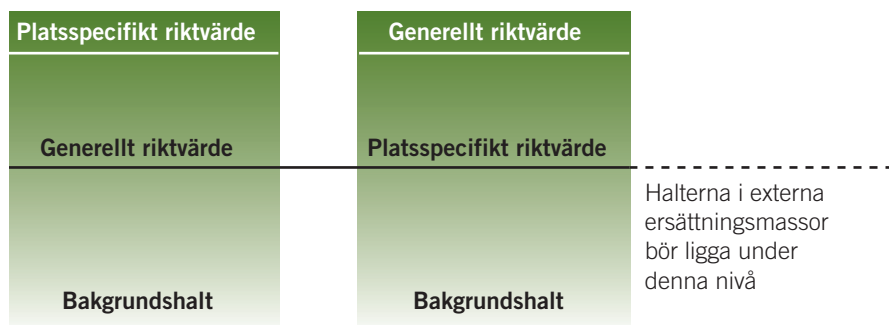 Platsspecifikt riktvärde
Generellt riktvärde
Bakgrundshalt
Generellt riktvärde
Platsspecifikt riktvärde
Bakgrundshalt
Halterna i externa
ersättningsmassor
bör ligga under
denna nivå